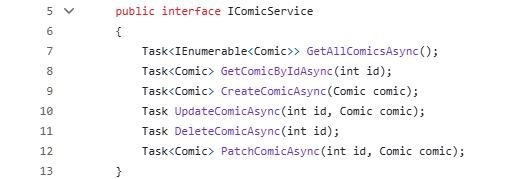 5 public interface IComicService
6 {
7 Task<IEnumerable<Comic>> GetAllComicsAsync();
8 Task<Comic> GetComicByIdAsync(int id);
9 Task<Comic> CreateComicAsync(Comic comic);
10 Task UpdateComicAsync(int id, Comic comic);
11 Task DeleteComicAsync(int id);
12 Task<Comic> PatchComicAsync(int id, Comic comic);
13 }